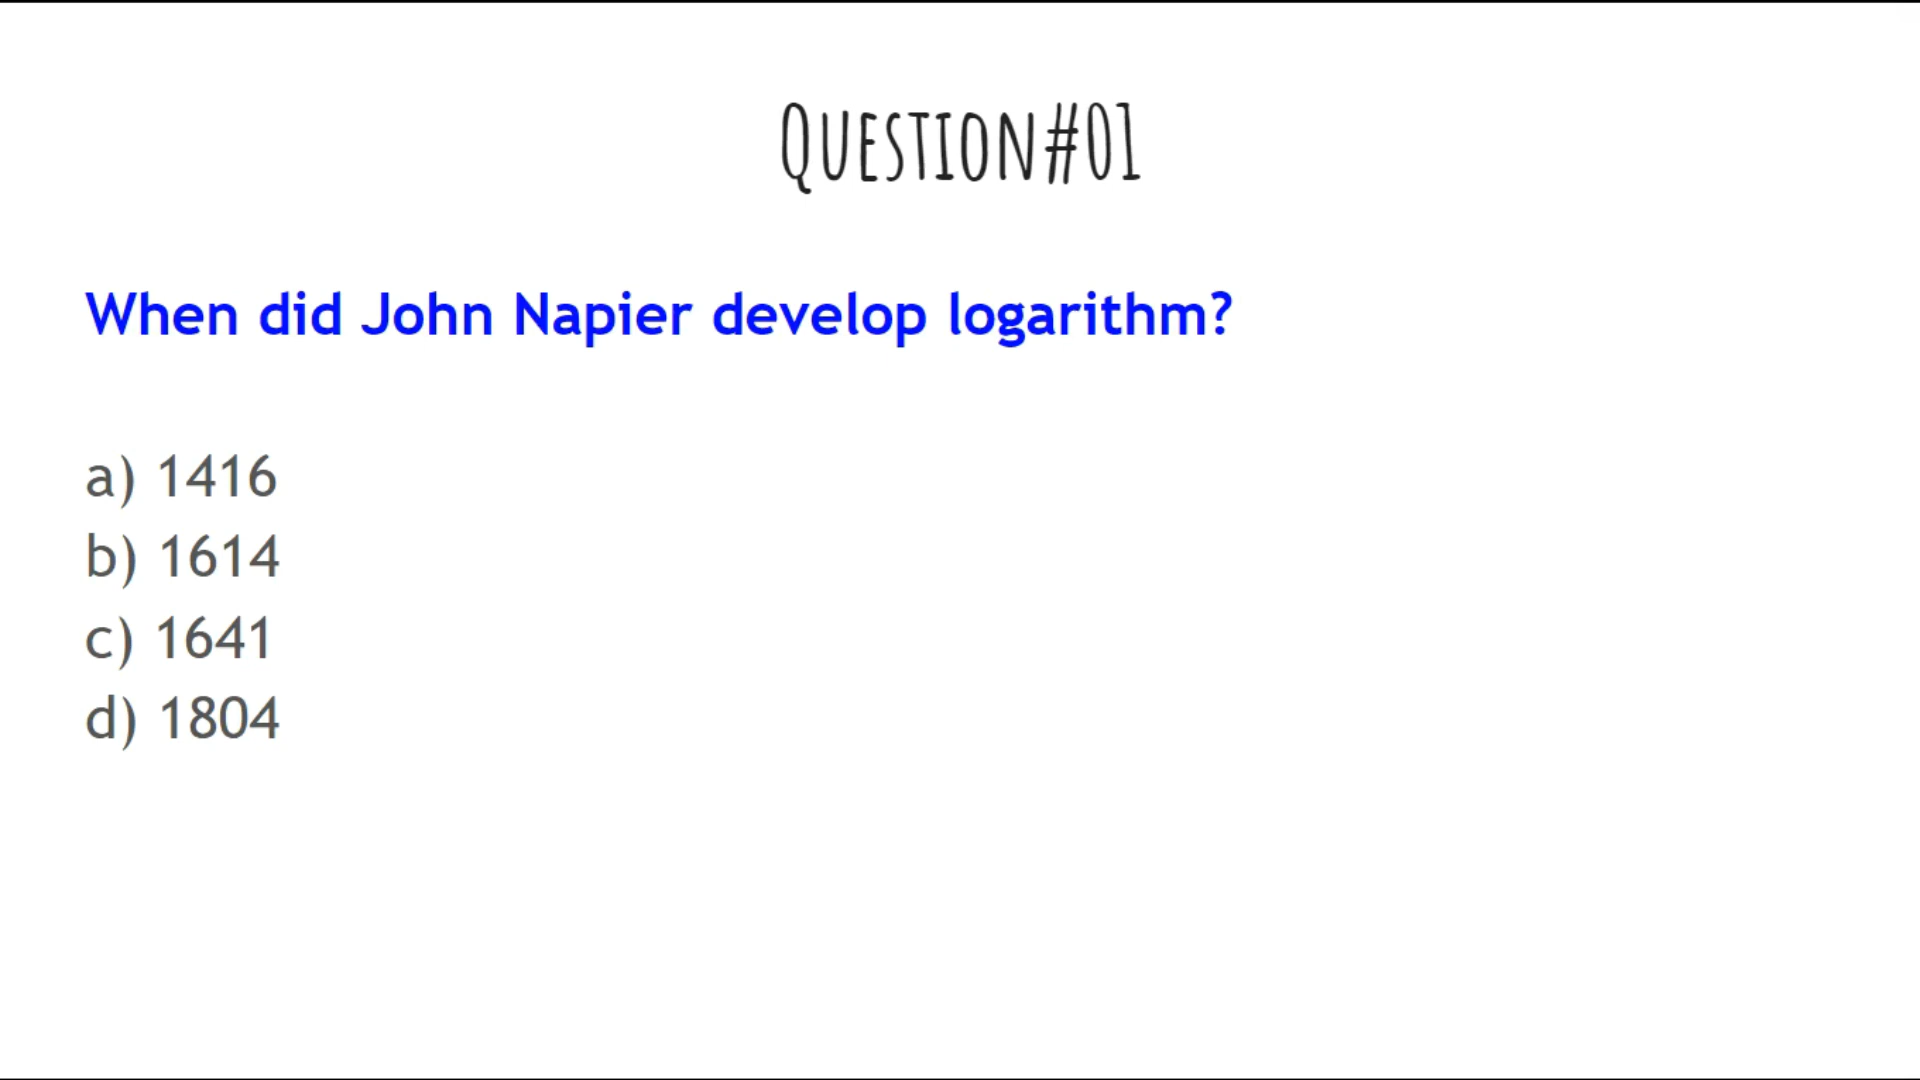 Question#01
When did John Napier develop logarithm?
a) 1416
b) 1614
c) 1641
d) 1804